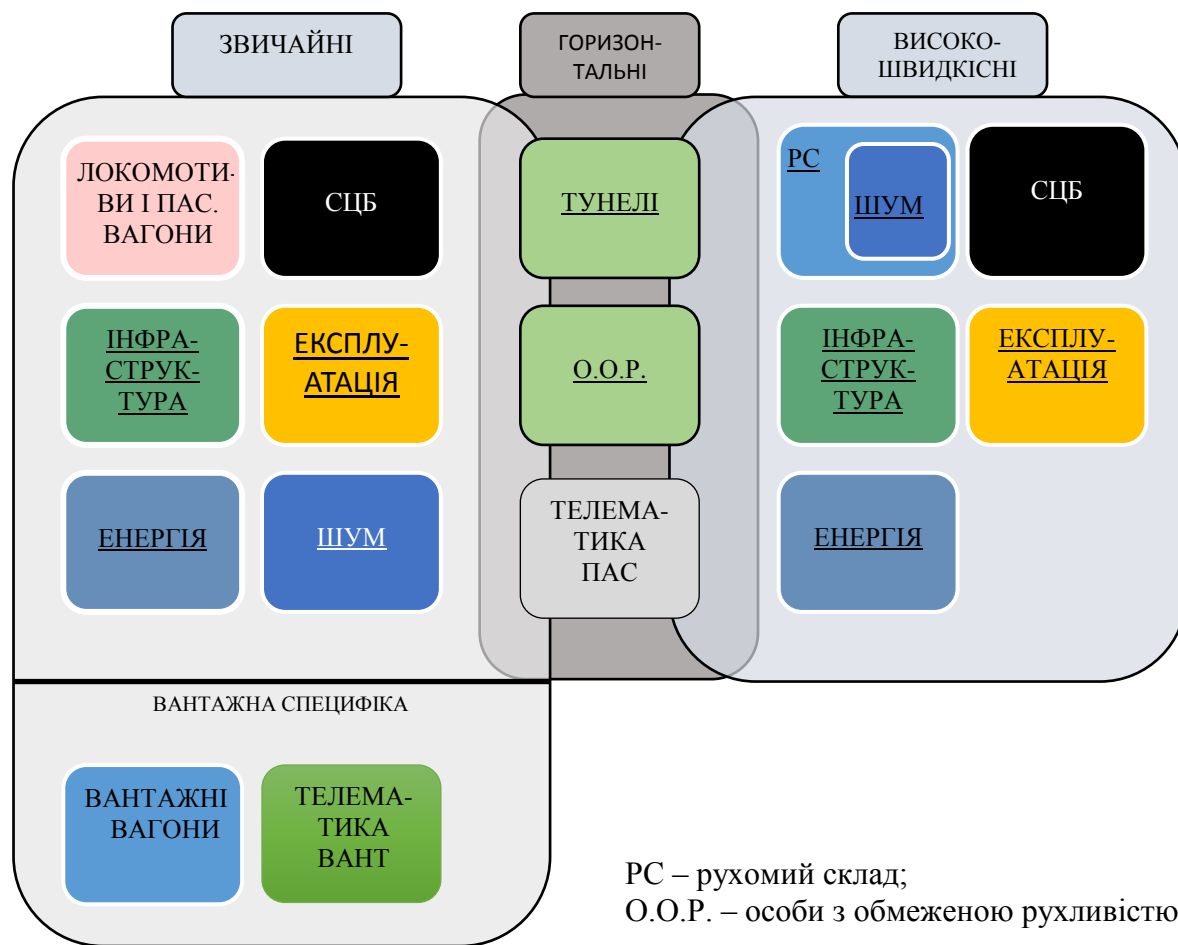 ЗВИЧАЙНІ
ГОРИЗОН-
ТАЛЬНІ
ВИСОКО-
ШВИДКІСНІ
ЛОКОМОТИ-
ВИ І ПАС.
ВАГОНИ
СЦБ
ТУНЕЛІ
РС
ШУМ
СЦБ
ІНФРА-
СТРУК-
ТУРА
ЕКСПЛУ-
АТАЦІЯ
О.О.Р.
ІНФРА-
СТРУК-
ТУРА
ЕКСПЛУ-
АТАЦІЯ
ЕНЕРГІЯ
ШУМ
ТЕЛЕМА-
ТИКА
ПАС
ЕНЕРГІЯ
ВАНТАЖНА СПЕЦИФІКА
ВАНТАЖНІ
ВАГОНИ
ТЕЛЕМА-
ТИКА
ВАНТ
РС – рухомий склад;
О.О.Р. – особи з обмеженою рухливістю